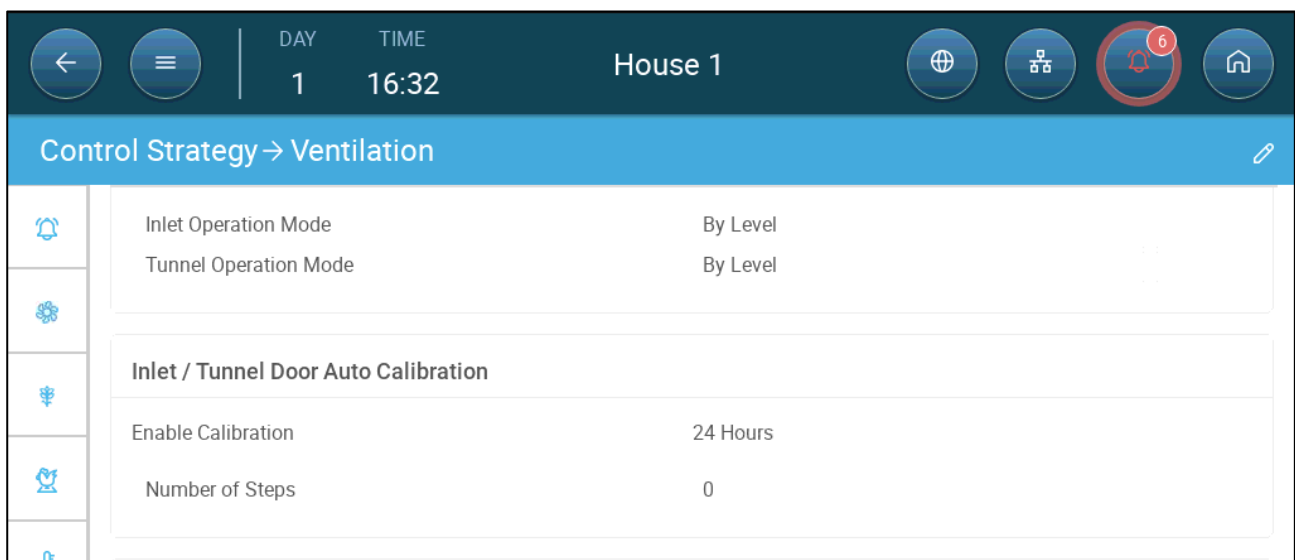 DAY TIME
1 16:32
House 1
6
Control Strategy → Ventilation
Inlet Operation Mode By Level
Tunnel Operation Mode By Level
Inlet / Tunnel Door Auto Calibration
Enable Calibration 24 Hours
Number of Steps 0